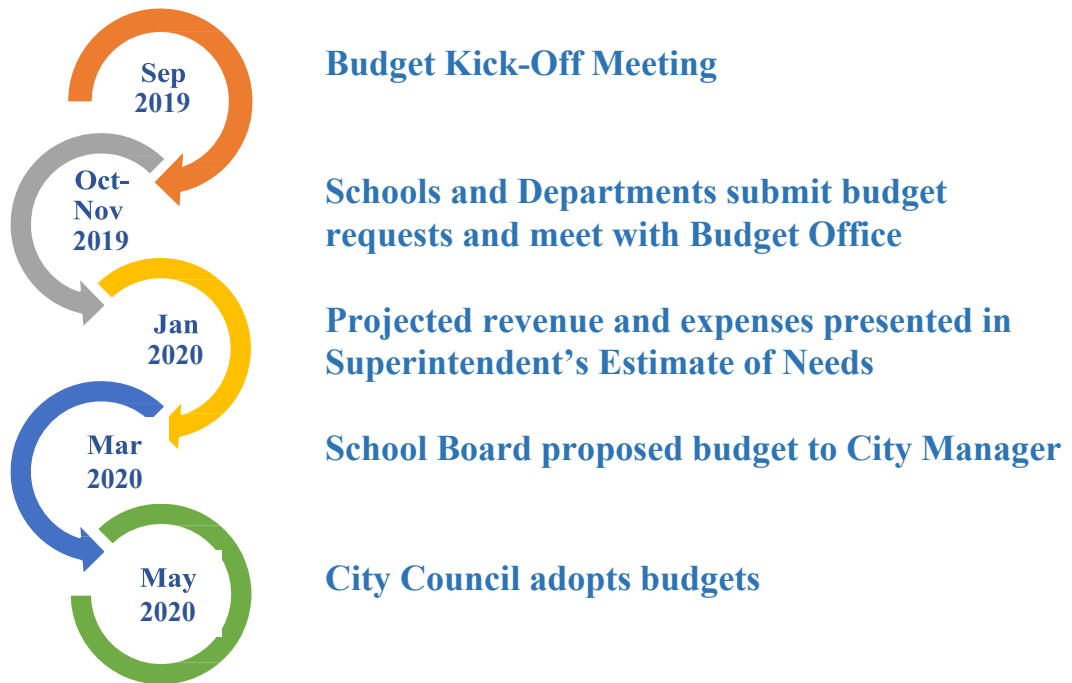 Sep
2019
Budget Kick-Off Meeting
Oct-
Nov
2019
Schools and Departments submit budget
requests and meet with Budget Office
Jan
2020
Projected revenue and expenses presented in
Superintendent’s Estimate of Needs
Mar
2020
School Board proposed budget to City Manager
May
2020
City Council adopts budgets